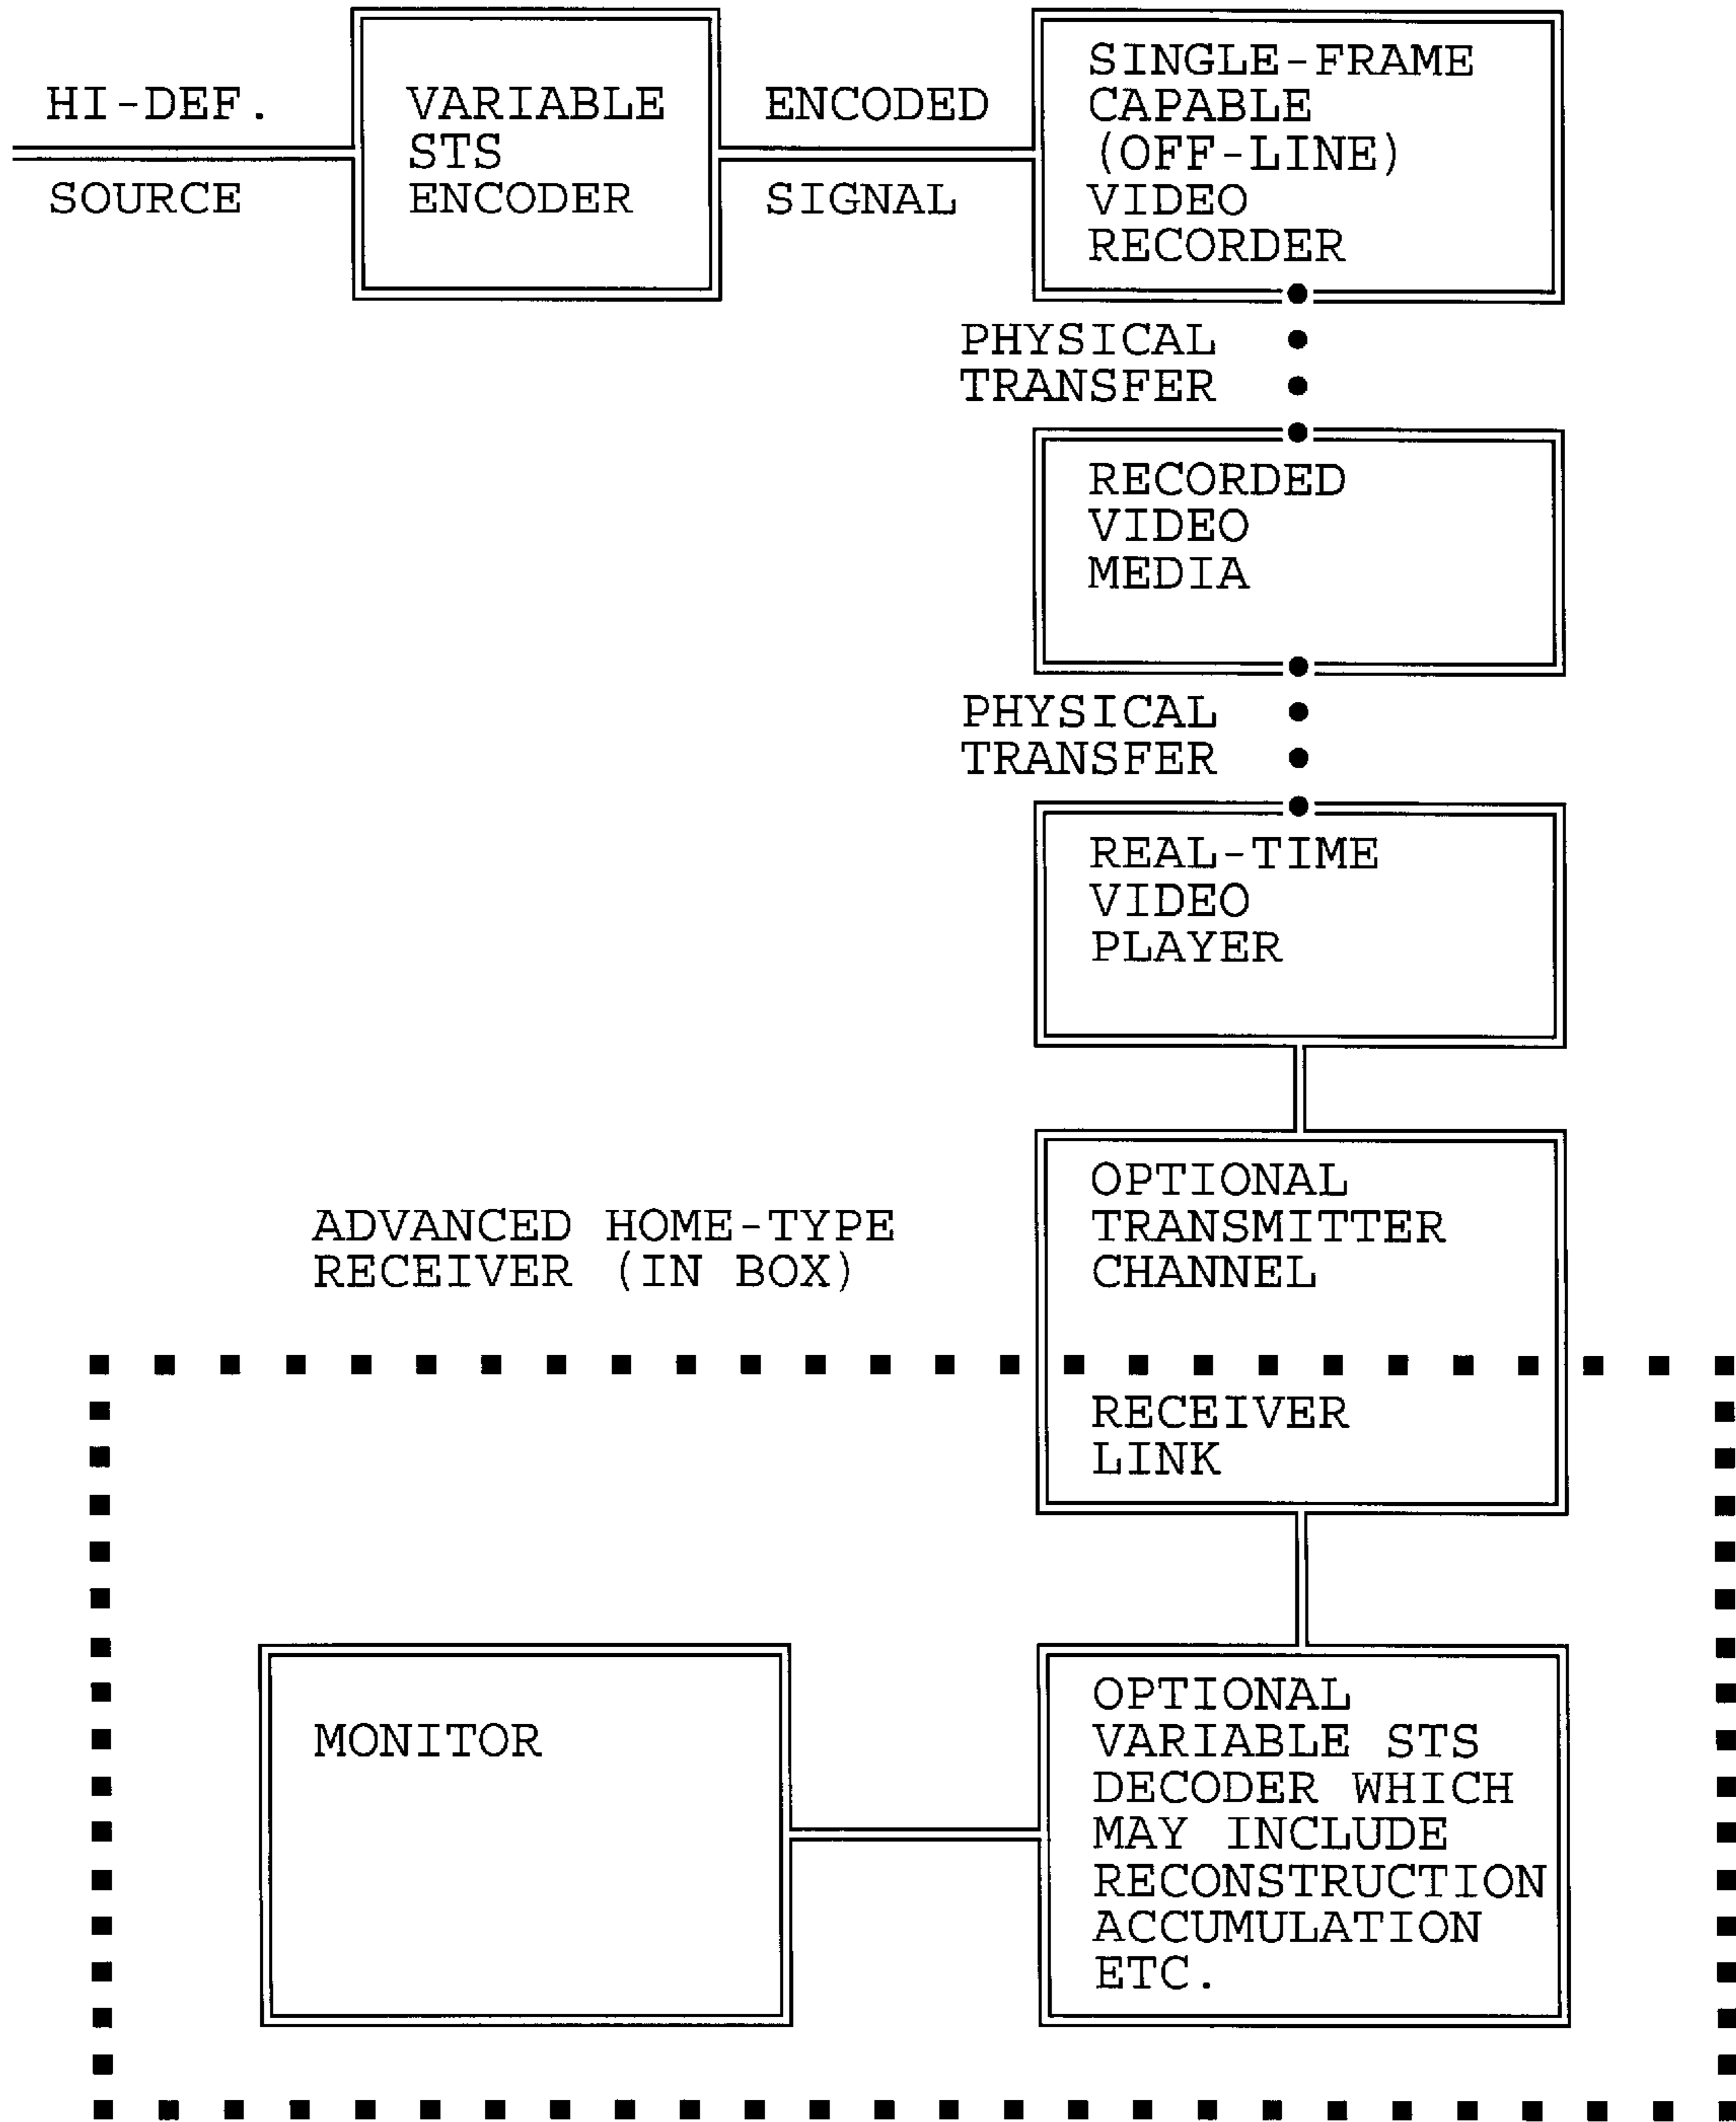 HI-DEF.
SOURCE
VARIABLE
STS
ENCODER
ENCODED
SIGNAL
SINGLE-FRAME
CAPABLE
(OFF-LINE)
VIDEO
RECORDER
PHYSICAL
TRANSFER
RECORDED
VIDEO
MEDIA
PHYSICAL
TRANSFER
REAL-TIME
VIDEO
PLAYER
OPTIONAL
TRANSMITTER
CHANNEL
ADVANCED HOME-TYPE
RECEIVER (IN BOX)
RECEIVER
LINK
MONITOR
OPTIONAL
VARIABLE STS
DECODER WHICH
MAY INCLUDE
RECONSTRUCTION
ACCUMULATION
ETC.